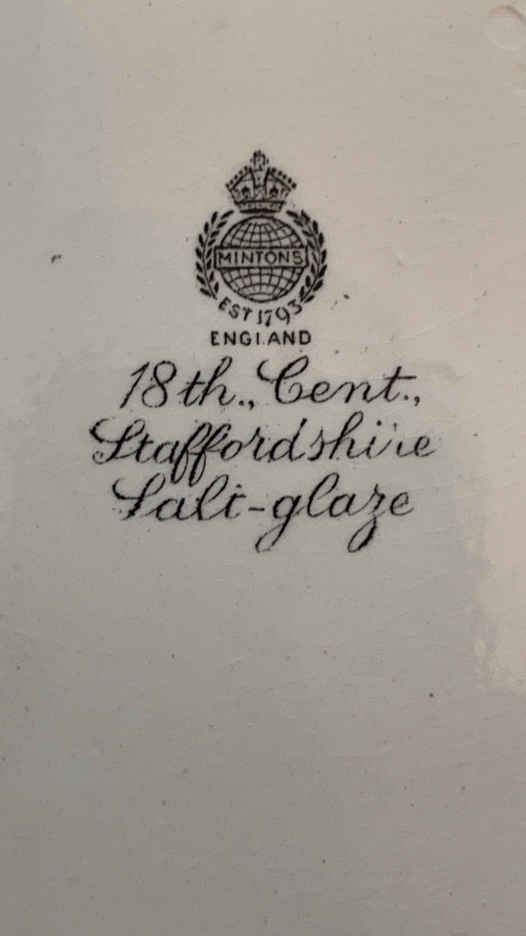 MINTONS
EST 1793
ENGLAND
18th., Cent.,
Staffordshire
Salt-glaze